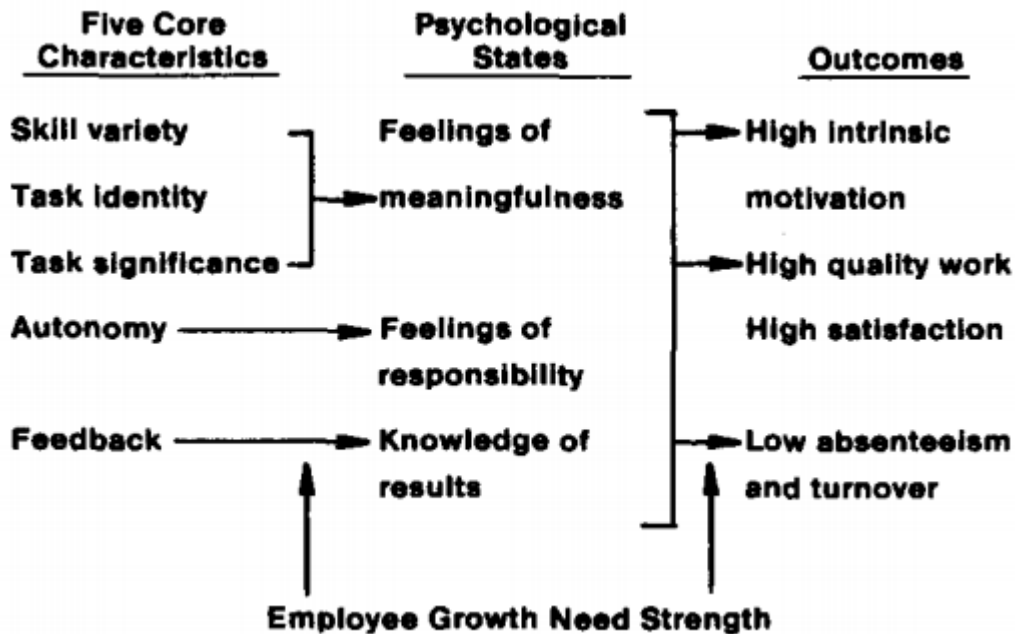 Five Core
Characteristics
Psychological
States
Outcomes
Skill variety
Task identity
Task significance
Autonomy
Feedback
Feelings of
meaningfulness
Feelings of
responsibility
Knowledge of
results
High intrinsic
motivation
High quality work
High satisfaction
Low absenteeism
and turnover
Employee Growth Need Strength